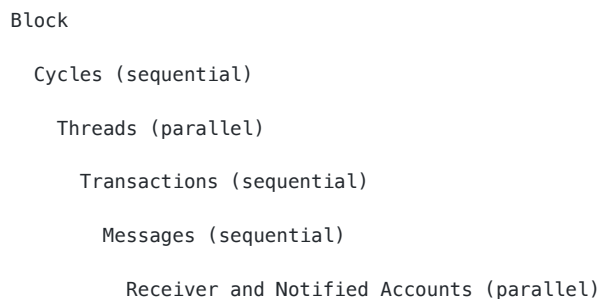 Block
Cycles (sequential)
Threads (parallel)
Transactions (sequential)
Messages (sequential)
Receiver and Notified Accounts (parallel)